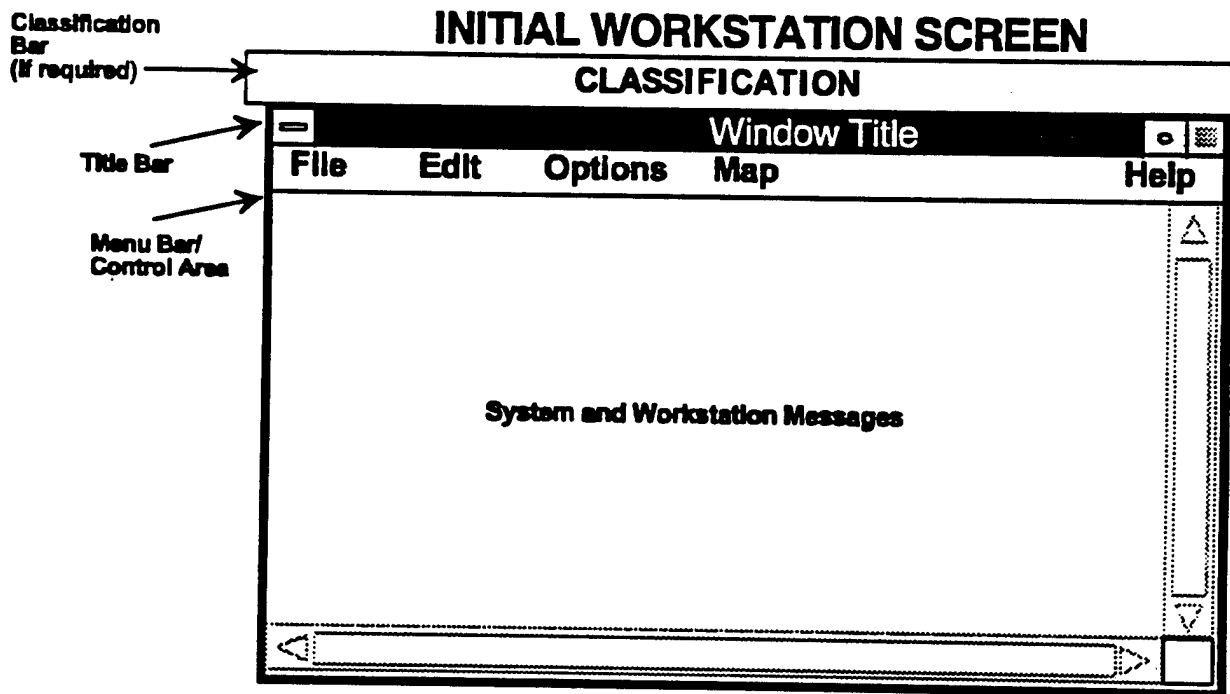 INITIAL WORKSTATION SCREEN
Classification
Bar
(If required)
CLASSIFICATION
Window Title
Title Bar
File Edit Options Map Help
Menu Bar/
Control Area
System and Workstation Messages